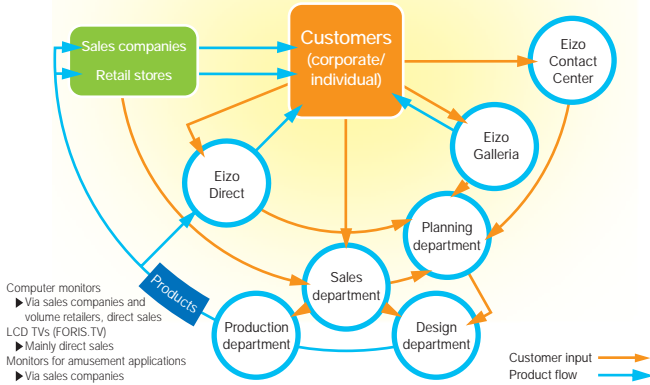 Sales companies
Retail stores
Customers
(corporate/
individual)
Eizo
Contact
Center
Eizo
Galleria
Eizo
Direct
Planning
department
Sales
department
Products
Production
department
Design
department
Computer monitors
▶Via sales companies and
volume retailers, direct sales
LCD TVs (FORIS.TV)
▶Mainly direct sales
Monitors for amusement applications
▶Via sales companies
Customer input
Product flow